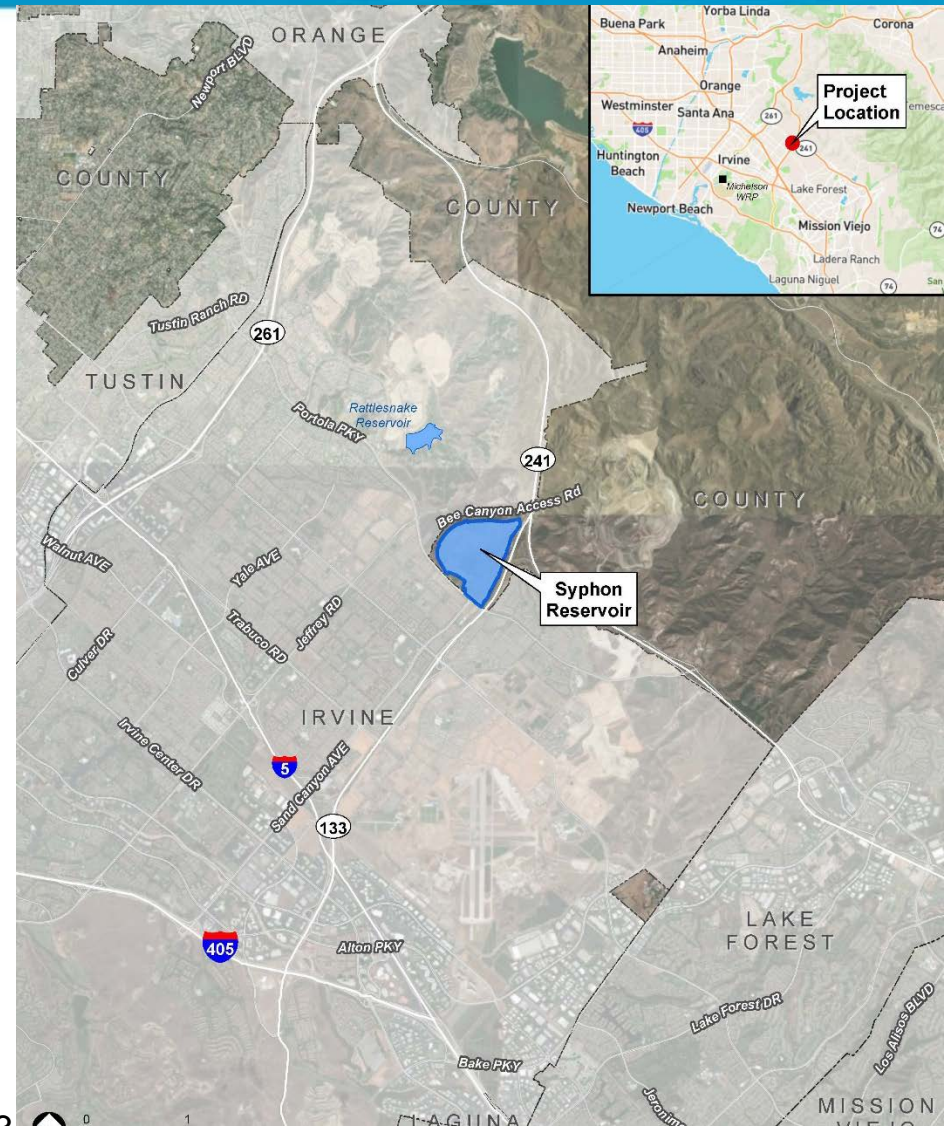 ORANGE
Newport BLVD
COUNTY
COUNTY
Tustin Ranch RD
261
TUSTIN
Portola PKY
Rattlesnake
Reservoir
241
COUNTY
Bee Canyon Access Rd
Syphon
Reservoir
Walnut AVE
Yale AVE
Trabuco RD
Jeffrey RD
Culver DR
IRVINE
Irvine Center DR
5
Sand Canyon AVE
133
405
Alton PKY
LAKE
FOREST
Lake Forest DR
Los Alisos BLVD
Bake PKY
MISSION
VIEJO
0
1
Yorba Linda
Buena Park
Corona
Anaheim
Orange
Project
Location
Westminster
Santa Ana
261
405
241
Huntington
Beach
Irvine
Michelson
WRP
Lake Forest
Newport Beach
Mission Viejo
74
Ladera Ranch
Laguna Niguel
74
San